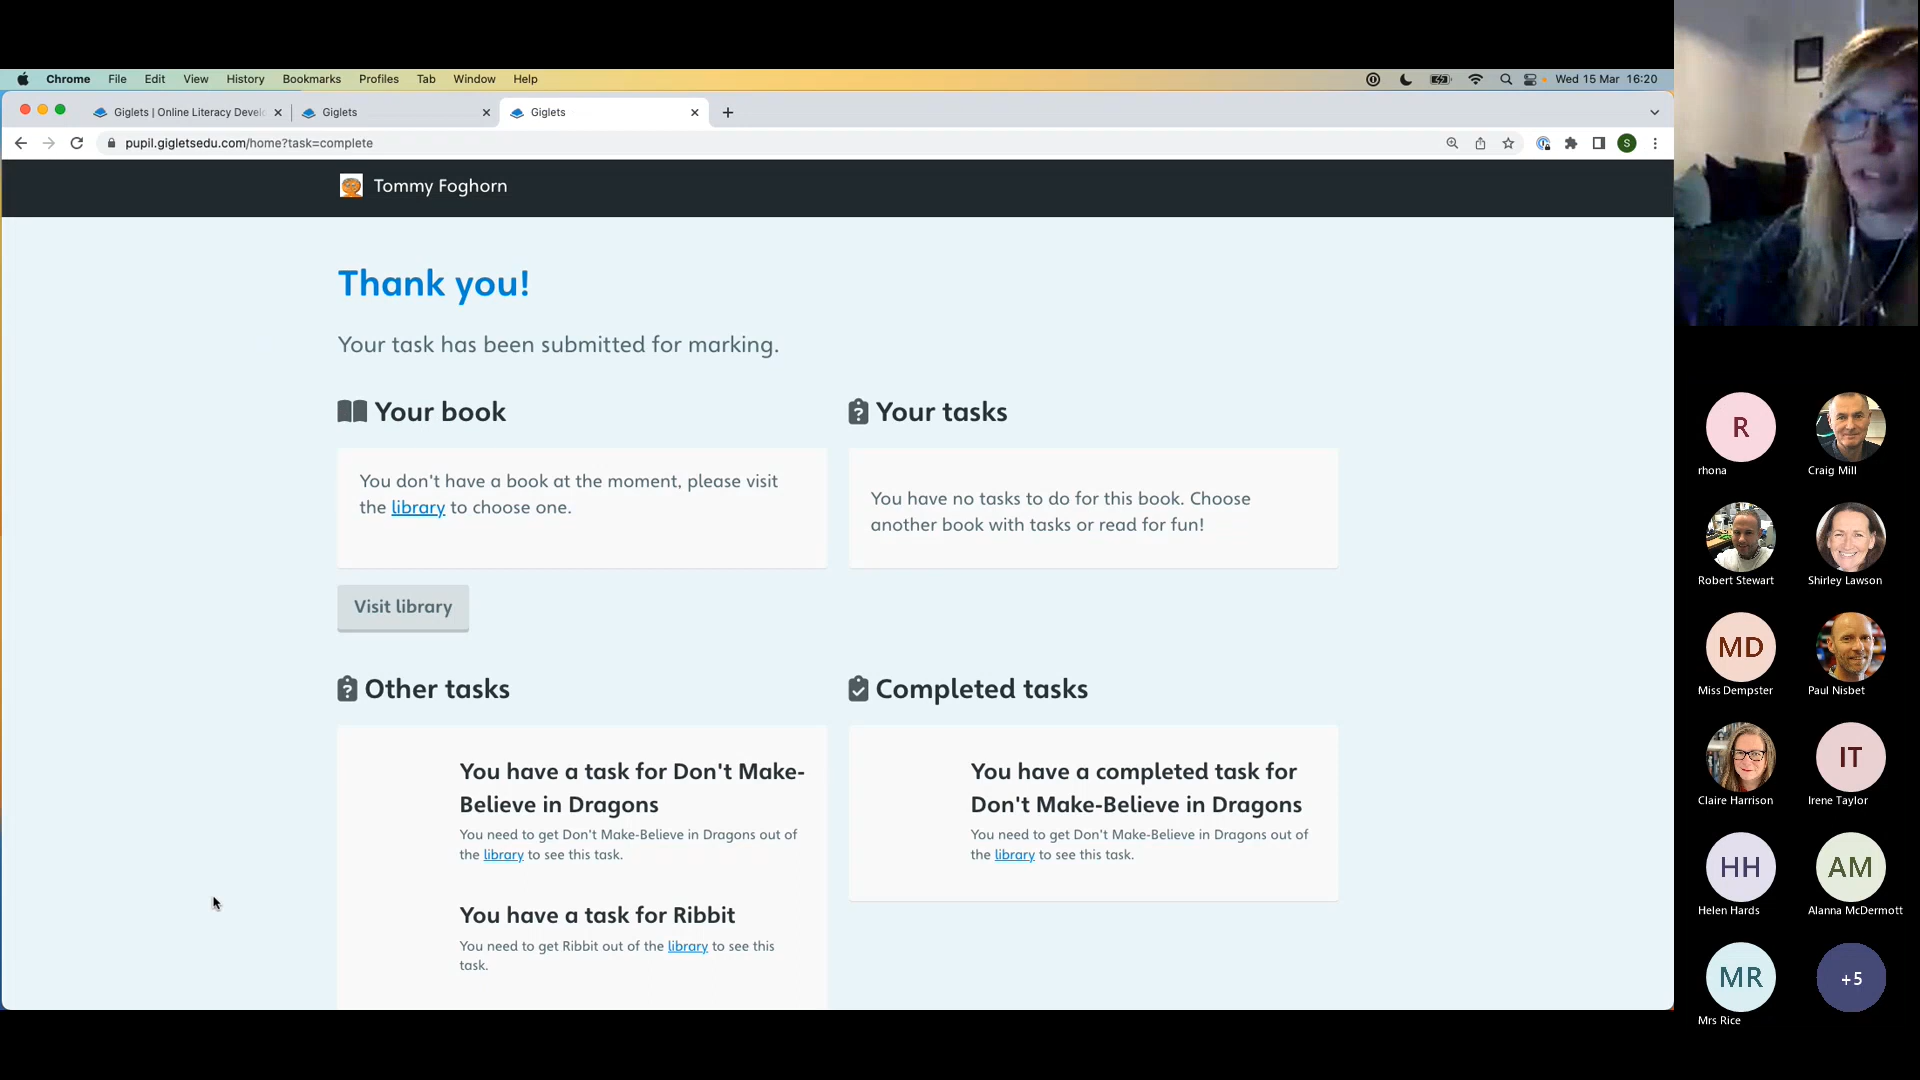 Chrome File Edit View History Bookmarks Profiles Tab Window Help
Wed 15 Mar 16:20
Giglets | Online Literacy Devel
Giglets
Giglets
pupil.gigletsedu.com/home?task=complete
S
Tommy Foghorn
Thank you!
Your task has been submitted for marking.
Your book
You don't have a book at the moment, please visit
the library to choose one.
Visit library
Your tasks
You have no tasks to do for this book. Choose
another book with tasks or read for fun!
Other tasks
You have a task for Don't Make-
Believe in Dragons
You need to get Don't Make-Believe in Dragons out of
the library to see this task.
You have a task for Ribbit
You need to get Ribbit out of the library to see this
task.
Completed tasks
You have a completed task for
Don't Make-Believe in Dragons
You need to get Don't Make-Believe in Dragons out of
the library to see this task.
R
rhona
Craig Mill
Robert Stewart
Shirley Lawson
MD
Miss Dempster
Paul Nisbet
Claire Harrison
IT
Irene Taylor
HH
Helen Hards
AM
Alanna McDermott
MR
Mrs Rice
+5